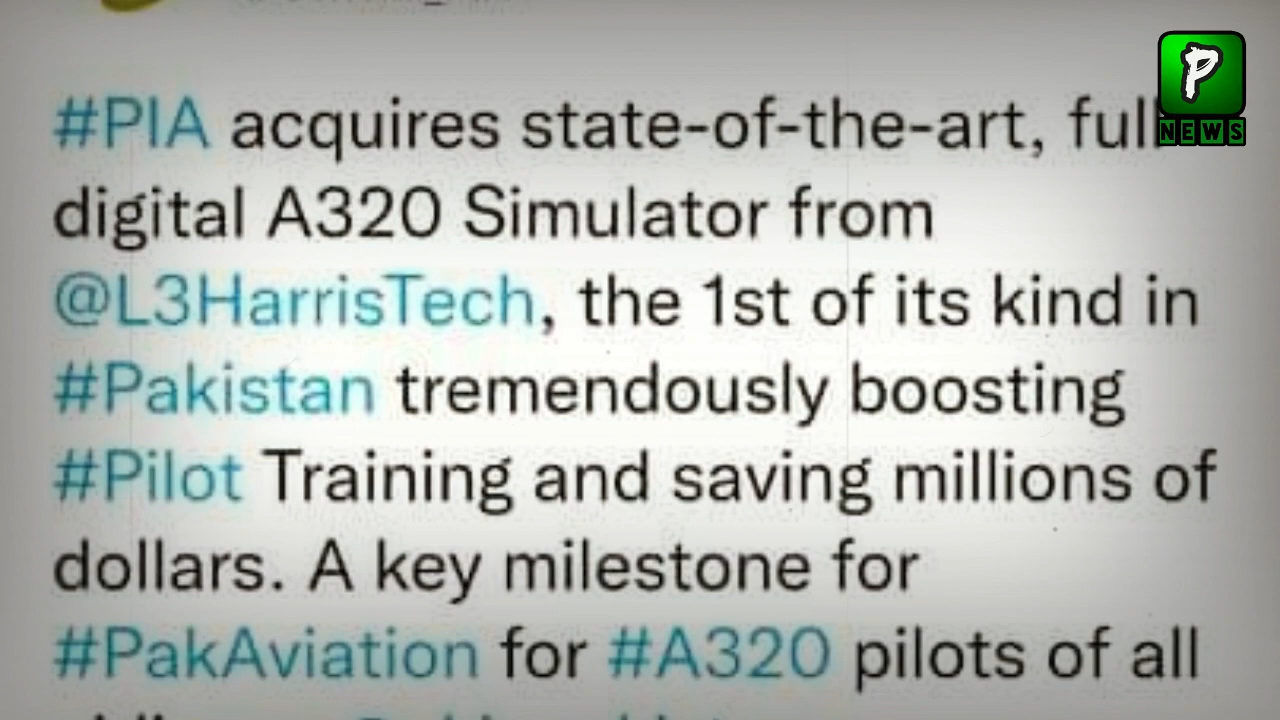 #PIA acquires state-of-the-art, full
digital A320 Simulator from
@L3HarrisTech, the 1st of its kind in
#Pakistan tremendously boosting
#Pilot Training and saving millions of
dollars. A key milestone for
#PakAviation for #A320 pilots of all
P
NEWS